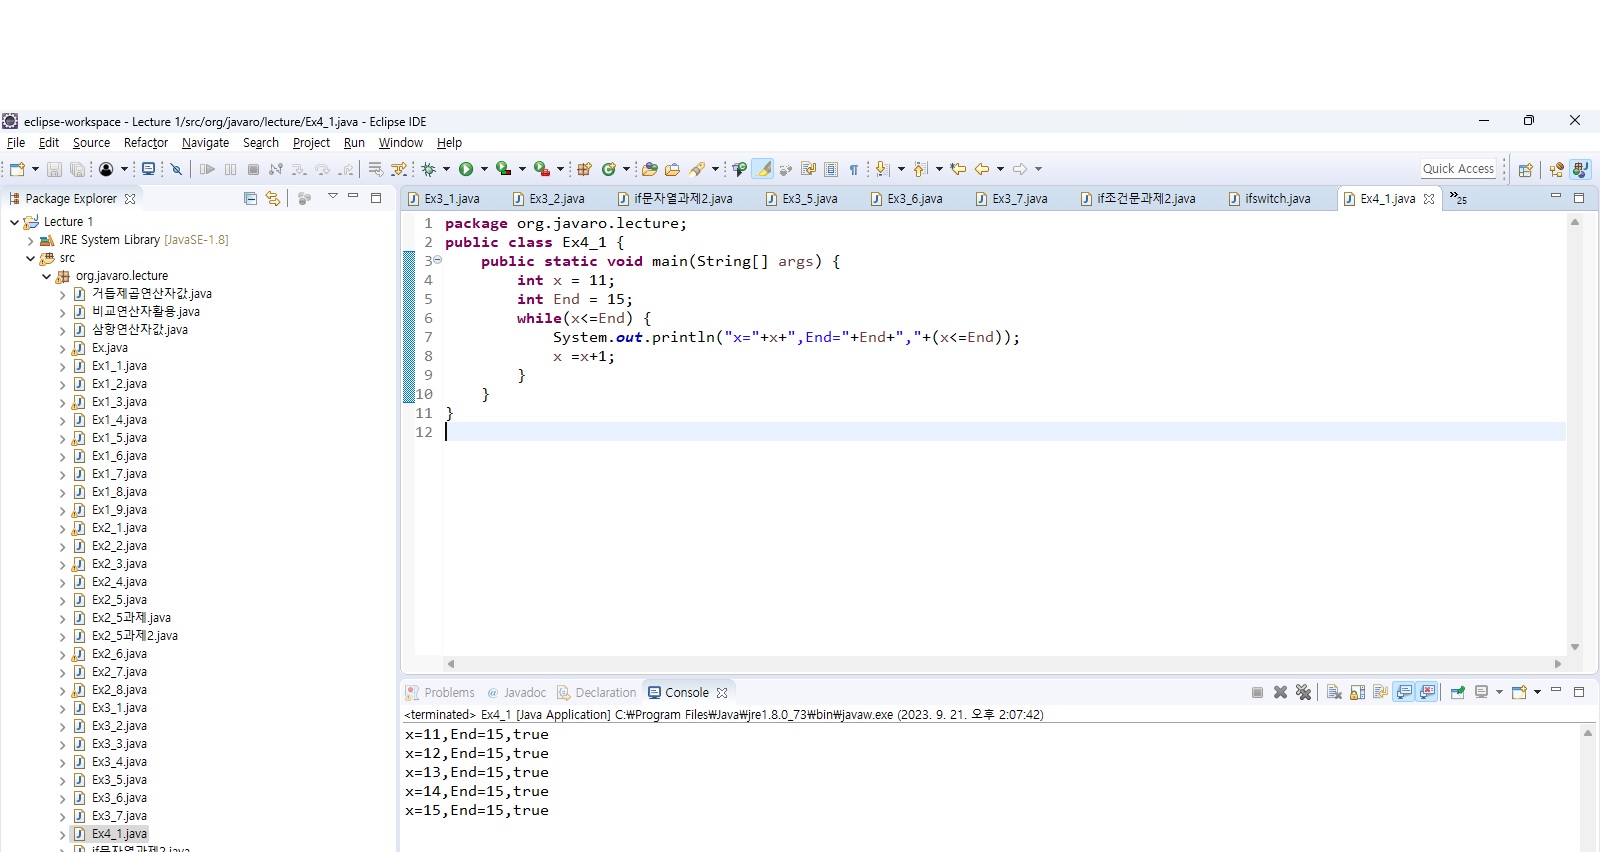 eclipse-workspace - Lecture 1/src/org/javaro/lecture/Ex4_1.java - Eclipse IDE
File Edit Source Refactor Navigate Search Project Run Window Help
Quick Access
Package Explorer
Lecture 1
JRE System Library [JavaSE-1.8]
src
org.javaro.lecture
거듭제곱연산자값.java
비교연산자활용.java
삼항연산자값.java
Ex.java
Ex1_1.java
Ex1_2.java
Ex1_3.java
Ex1_4.java
Ex1_5.java
Ex1_6.java
Ex1_7.java
Ex1_8.java
Ex1_9.java
Ex2_1.java
Ex2_2.java
Ex2_3.java
Ex2_4.java
Ex2_5.java
Ex2_5과제.java
Ex2_5과제2.java
Ex2_6.java
Ex2_7.java
Ex2_8.java
Ex3_1.java
Ex3_2.java
Ex3_3.java
Ex3_4.java
Ex3_5.java
Ex3_6.java
Ex3_7.java
Ex4_1.java
if문자열과제2.java
Ex3_1.java Ex3_2.java if문자열과제2.java Ex3_5.java Ex3_6.java Ex3_7.java if조건문과제2.java ifswitch.java Ex4_1.java »25
1 package org.javaro.lecture;
2 public class Ex4_1 {
3 public static void main(String[] args) {
4 int x = 11;
5 int End = 15;
6 while(x<=End) {
7 System.out.println("x="+x+",End="+End+","+(x<=End));
8 x =x+1;
9 }
10 }
11 }
12
Problems @ Javadoc Declaration Console
<terminated> Ex4_1 [Java Application] C:₩Program Files₩Java₩jre1.8.0_73₩bin₩javaw.exe (2023. 9. 21. 오후 2:07:42)
x=11,End=15,true
x=12,End=15,true
x=13,End=15,true
x=14,End=15,true
x=15,End=15,true